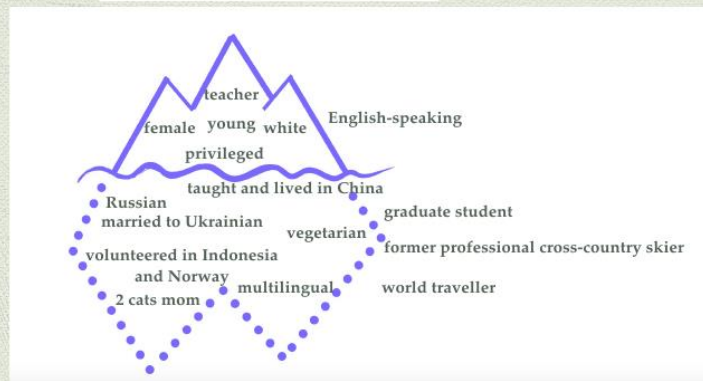 teacher
English-speaking
female young white
privileged
taught and lived in China
Russian
graduate student
married to Ukrainian
vegetarian
former professional cross-country skier
volunteered in Indonesia
and Norway
multilingual
world traveller
2 cats mom